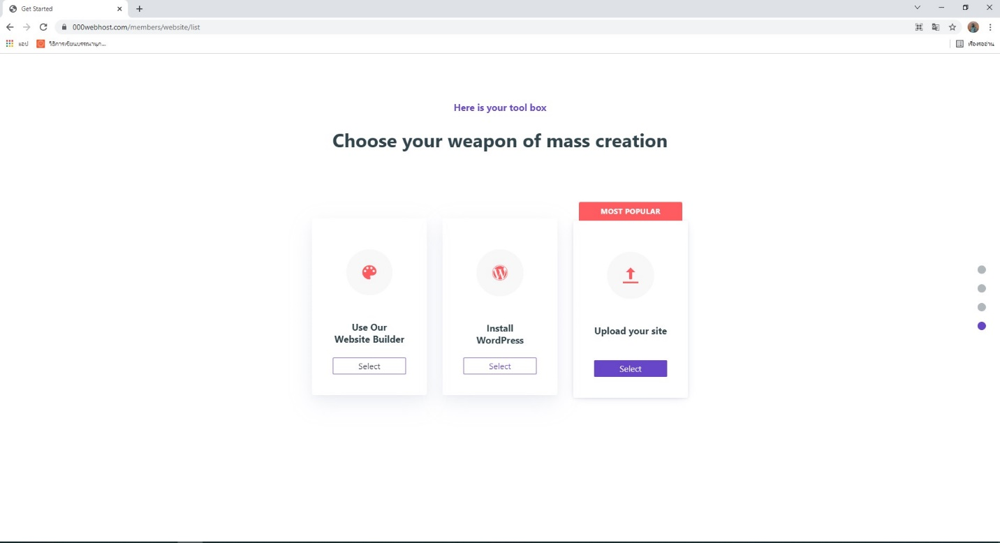 Get Started
000webhost.com/members/website/list
แอป
วิธีการเขียนบรรณานุก...
เรื่องรออ่าน
Here is your tool box
Choose your weapon of mass creation
MOST POPULAR
Use Our
Website Builder
Select
Install
WordPress
Select
Upload your site
Select